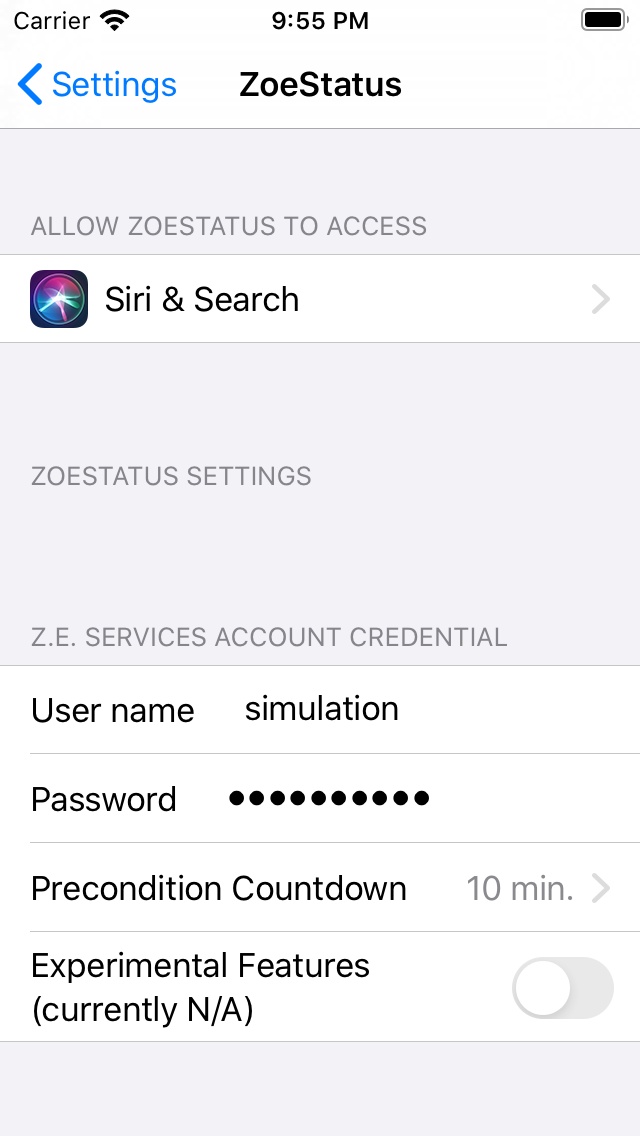 Carrier 9:55 PM
Settings ZoeStatus
ALLOW ZOESTATUS TO ACCESS
Siri & Search
ZOESTATUS SETTINGS
Z.E. SERVICES ACCOUNT CREDENTIAL
User name simulation
Password ●●●●●●●●●●
Precondition Countdown 10 min.
Experimental Features
(currently N/A)